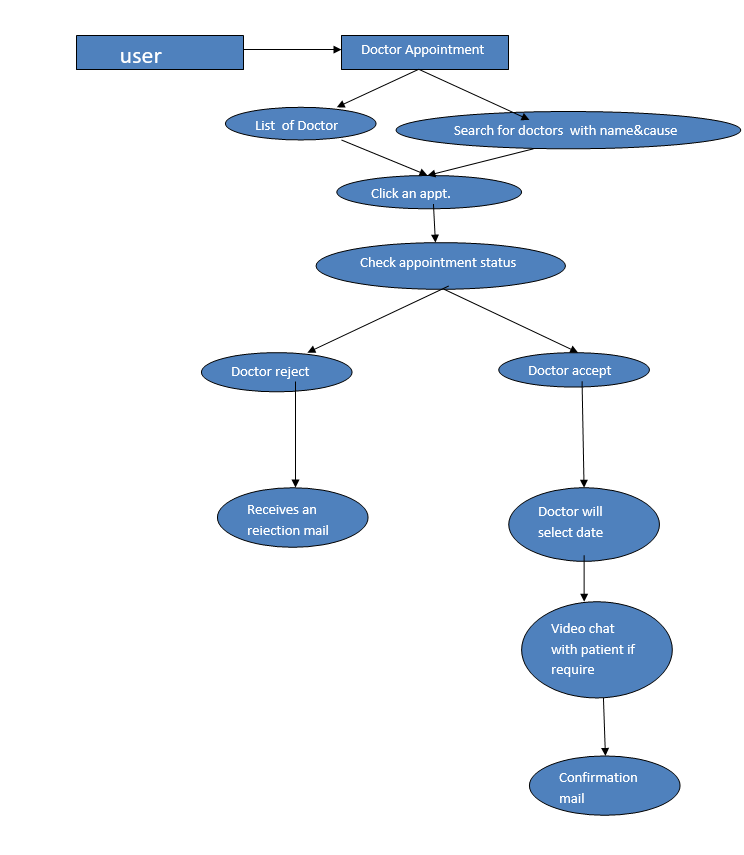 user
Doctor Appointment
List of Doctor
Search for doctors with name&cause
Click an appt.
Check appointment status
Doctor reject
Doctor accept
Receives an
rejection mail
Doctor will
select date
Video chat
with patient if
require
Confirmation
mail